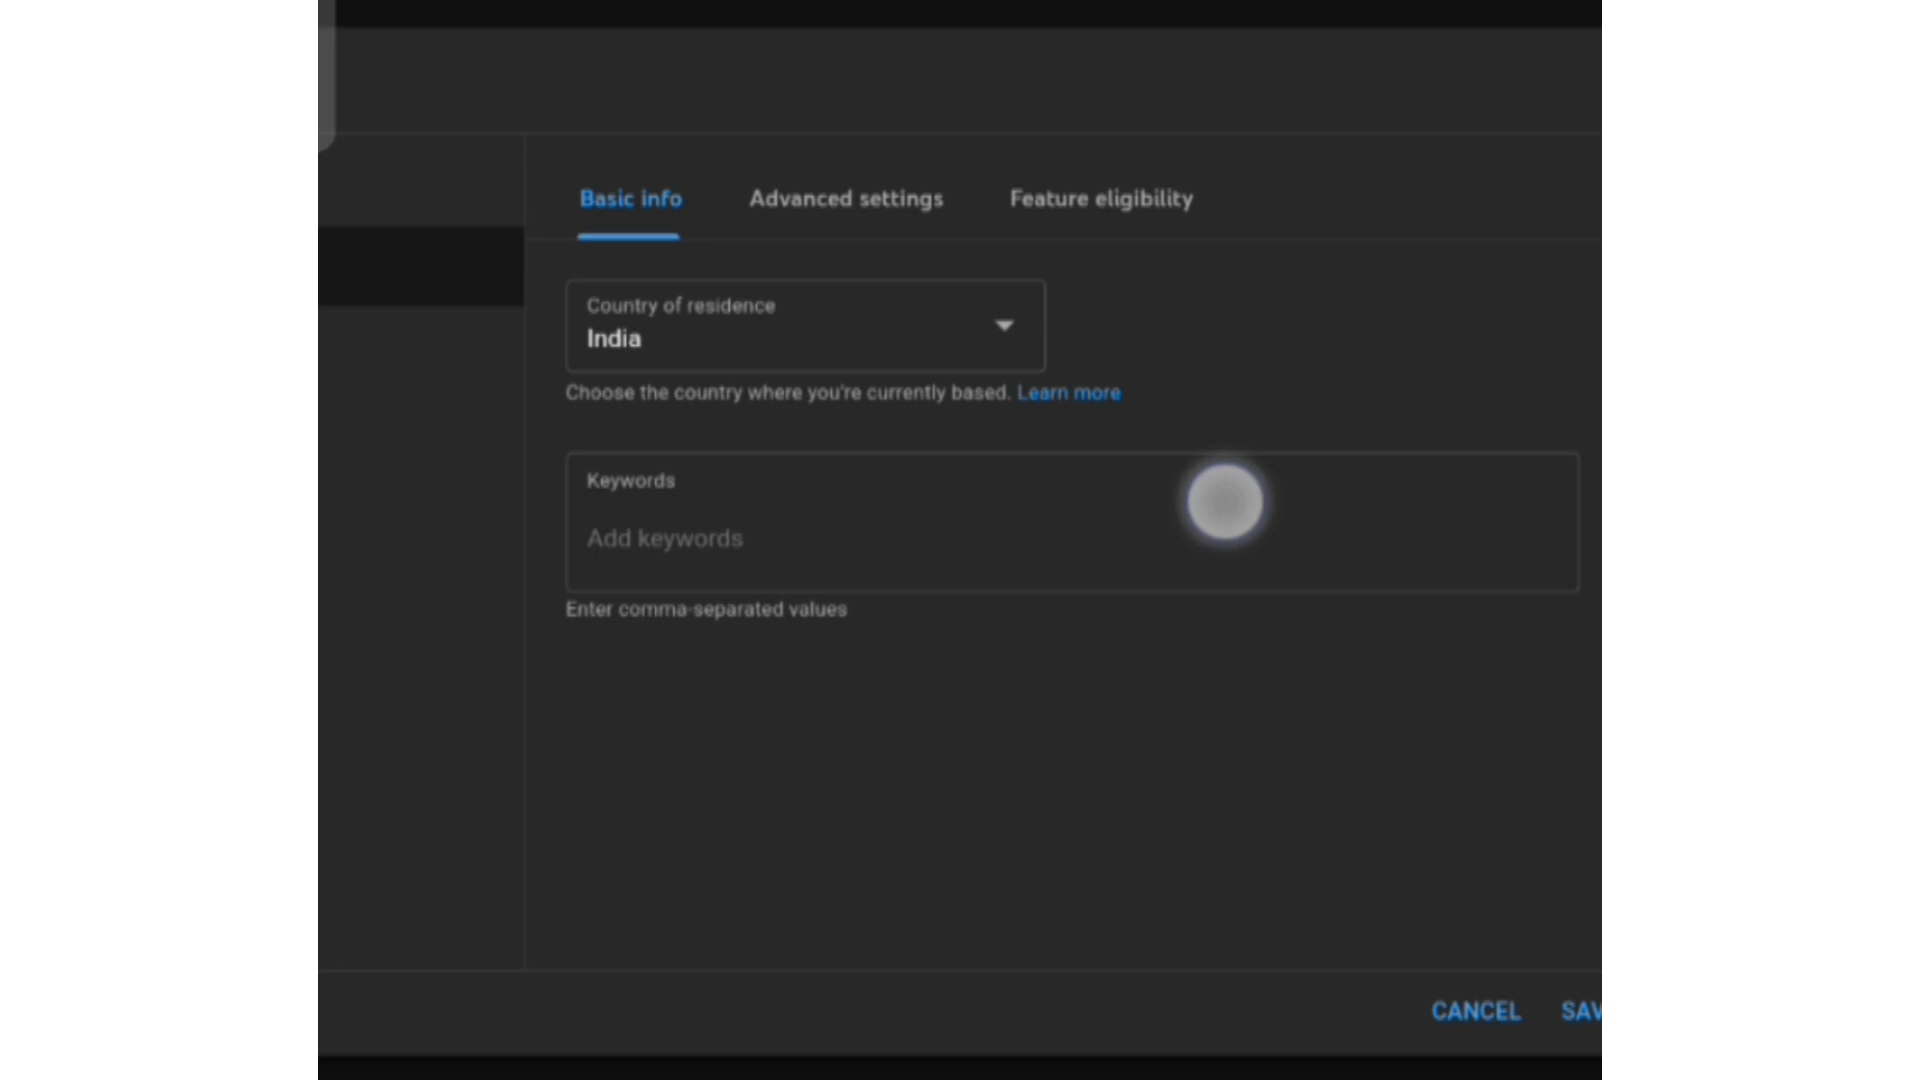 Basic info Advanced settings Feature eligibility
Country of residence
India
Choose the country where you're currently based. Learn more
Keywords
Add keywords
Enter comma-separated values
CANCEL SAV